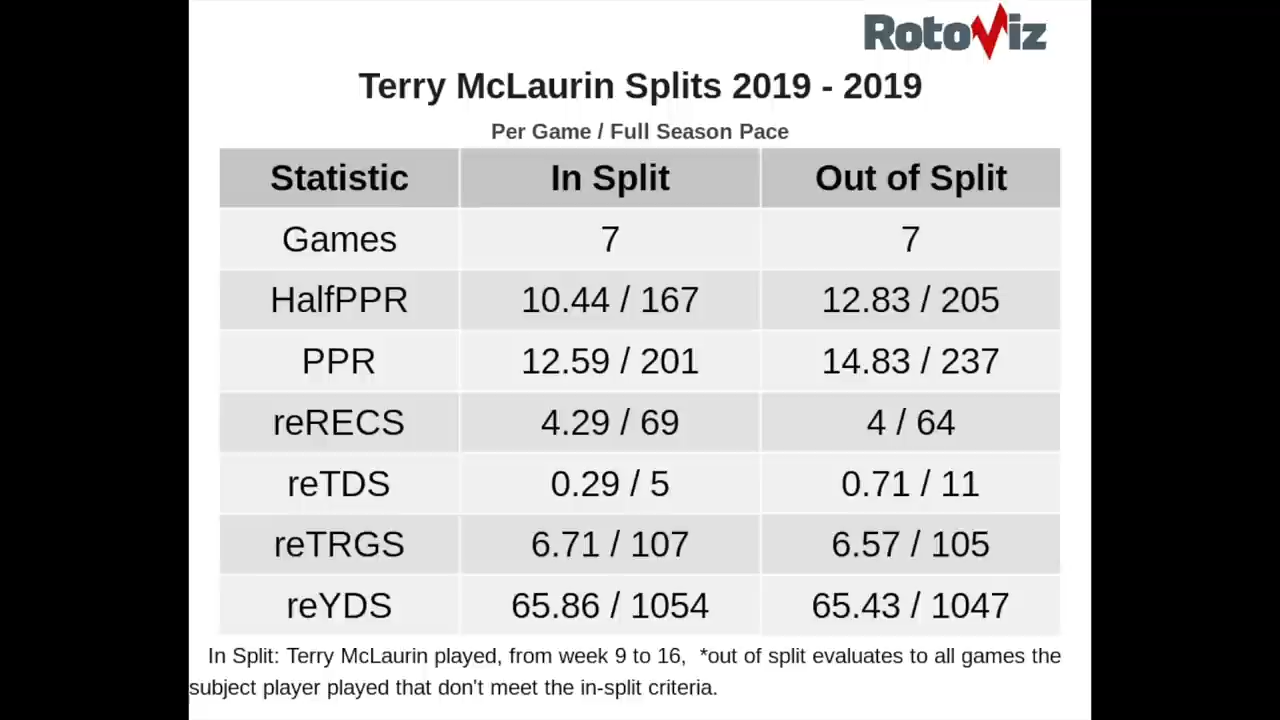 RotoViz
Terry McLaurin Splits 2019 - 2019
Per Game / Full Season Pace
Statistic In Split Out of Split
Games 7 7
HalfPPR 10.44 / 167 12.83 / 205
PPR 12.59 / 201 14.83 / 237
reRECS 4.29 / 69 4 / 64
reTDS 0.29 / 5 0.71 / 11
reTRGS 6.71 / 107 6.57 / 105
reYDS 65.86 / 1054 65.43 / 1047
In Split: Terry McLaurin played, from week 9 to 16, *out of split evaluates to all games the
subject player played that don't meet the in-split criteria.